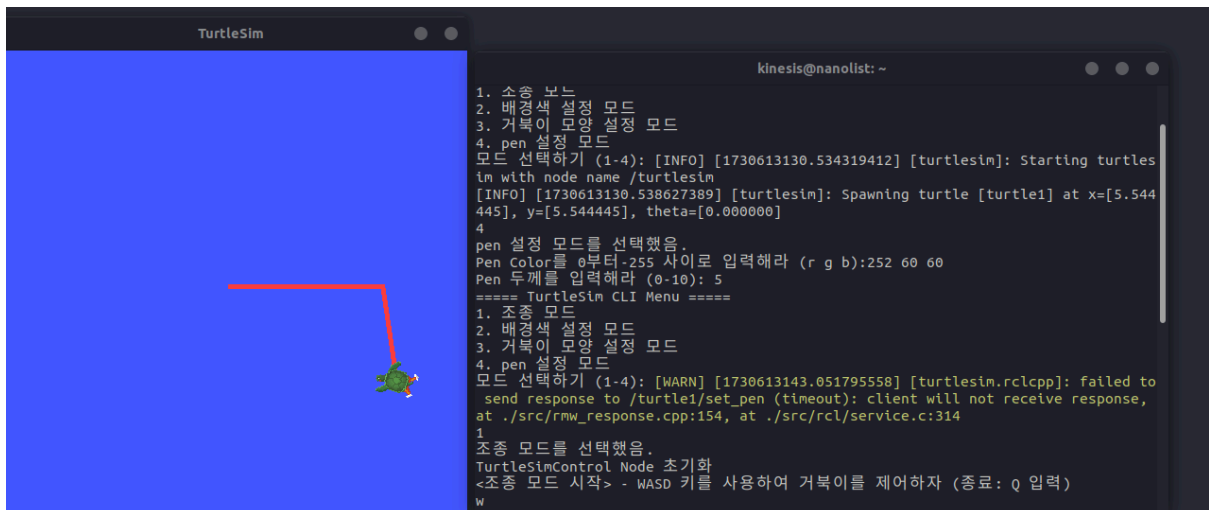 TurtleSim
kinesis@nanolist: ~
1. 조종 모드
2. 배경색 설정 모드
3. 거북이 모양 설정 모드
4. pen 설정 모드
모드 선택하기 (1-4): [INFO] [1730613130.534319412] [turtlesim]: Starting turtles
im with node name /turtlesim
[INFO] [1730613130.538627389] [turtlesim]: Spawning turtle [turtle1] at x=[5.544
445], y=[5.544445], theta=[0.000000]
4
pen 설정 모드를 선택했음.
Pen Color를 0부터-255 사이로 입력해라 (r g b):252 60 60
Pen 두께를 입력해라 (0-10): 5
===== TurtleSim CLI Menu =====
1. 조종 모드
2. 배경색 설정 모드
3. 거북이 모양 설정 모드
4. pen 설정 모드
모드 선택하기 (1-4): [WARN] [1730613143.051795558] [turtlesim.rclcpp]: failed to
 send response to /turtle1/set_pen (timeout): client will not receive response,
at ./src/rmw_response.cpp:154, at ./src/rcl/service.c:314
1
조종 모드를 선택했음.
TurtleSimControl Node 초기화
<조종 모드 시작> - WASD 키를 사용하여 거북이를 제어하자 (종료: Q 입력)
w